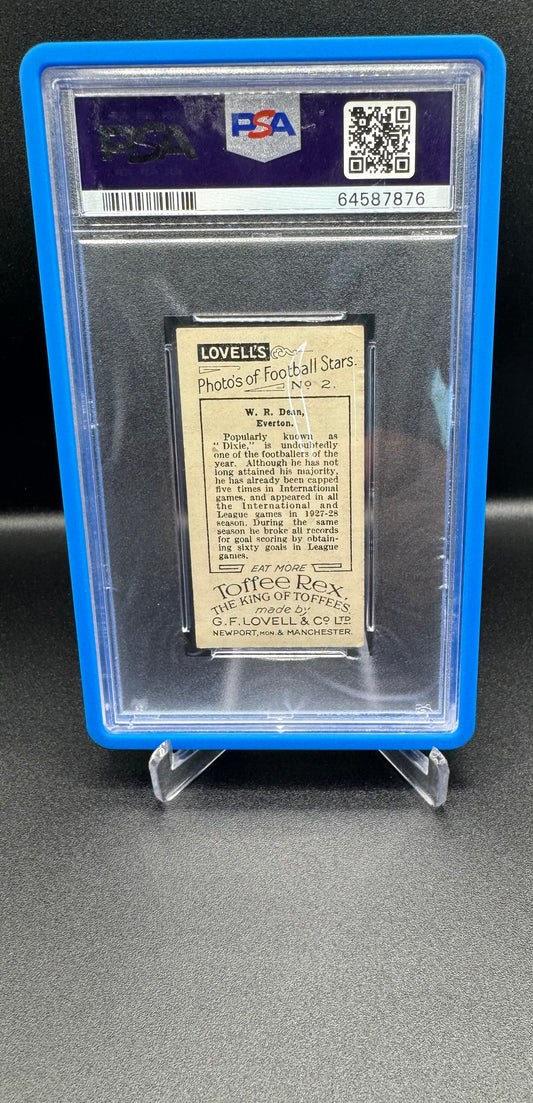 PSA
PSA
64587876
LOVELL'S
Photo's of Football Stars.
No 2.
W. R. Dean,
Everton.
Popularly known as
"Dixie," is undoubtedly
one of the footballers of the
year. Although he has not
long attained his majority,
he has already been capped
five times in International
games, and appeared in all
the International and
League games in 1927-28
season. During the same
season he broke all records
for goal scoring by obtain-
ing sixty goals in League
games.
EAT MORE
Toffee Rex.
THE KING OF TOFFEES.
made by
G.F. LOVELL & CO LTD.
NEWPORT, MON. & MANCHESTER.